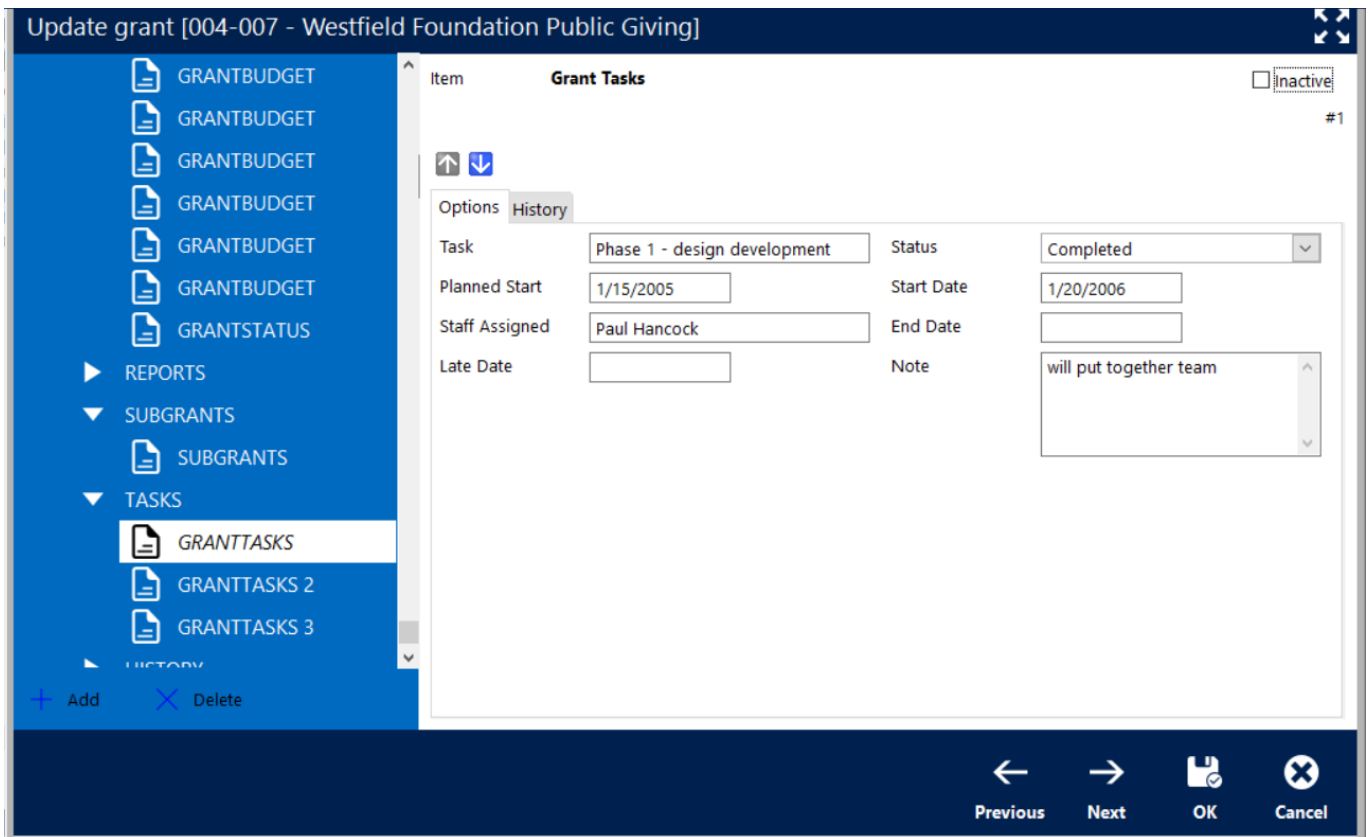 Update grant [004-007 - Westfield Foundation Public Giving]
GRANTBUDGET
GRANTBUDGET
GRANTBUDGET
GRANTBUDGET
GRANTBUDGET
GRANTBUDGET
GRANTSTATUS
REPORTS
SUBGRANTS
SUBGRANTS
TASKS
GRANTTASKS
GRANTTASKS 2
GRANTTASKS 3
HISTORY
Add Delete
Item Grant Tasks Inactive
#1
Options History
Task Phase 1 - design development Status Completed
Planned Start 1/15/2005 Start Date 1/20/2006
Staff Assigned Paul Hancock End Date
Late Date Note will put together team
Previous Next OK Cancel